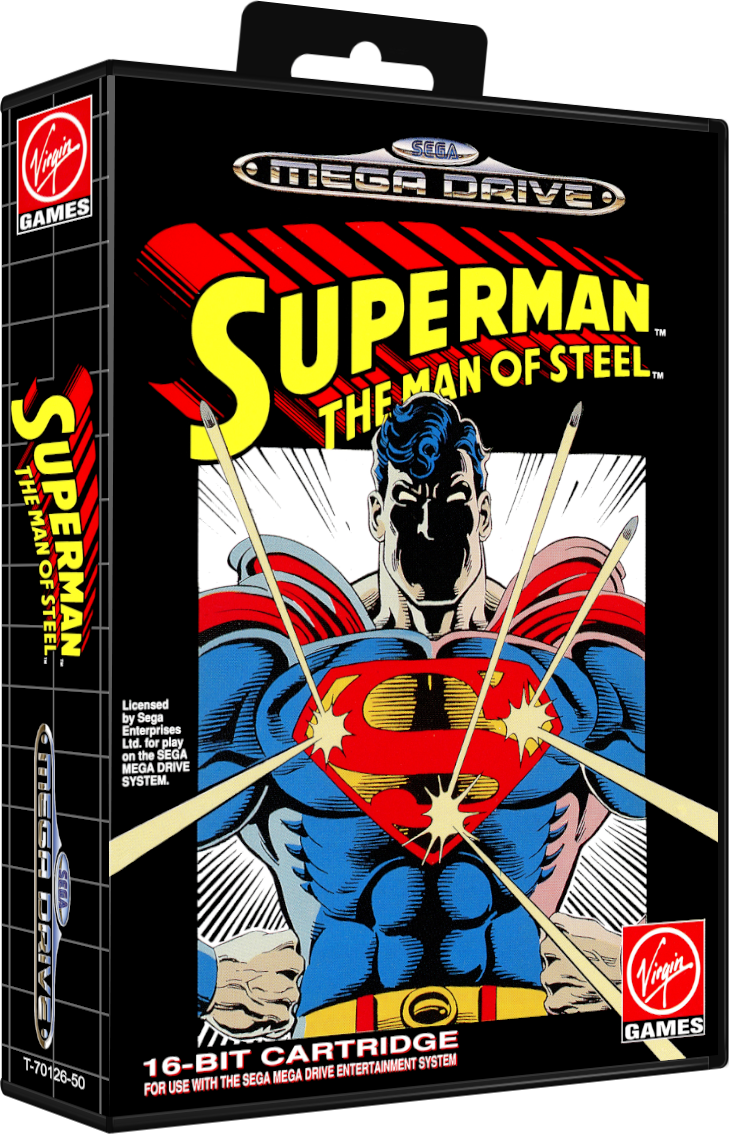 Virgin
GAMES
SUPERMAN™
THE MAN OF STEEL™
SEGA
MEGA DRIVE
T-70126-50
SEGA
MEGA DRIVE
SUPERMAN™
THE MAN OF STEEL™
S
Licensed
by Sega
Enterprises
Ltd. for play
on the SEGA
MEGA DRIVE
SYSTEM.
Virgin
GAMES
16-BIT CARTRIDGE
FOR USE WITH THE SEGA MEGA DRIVE ENTERTAINMENT SYSTEM